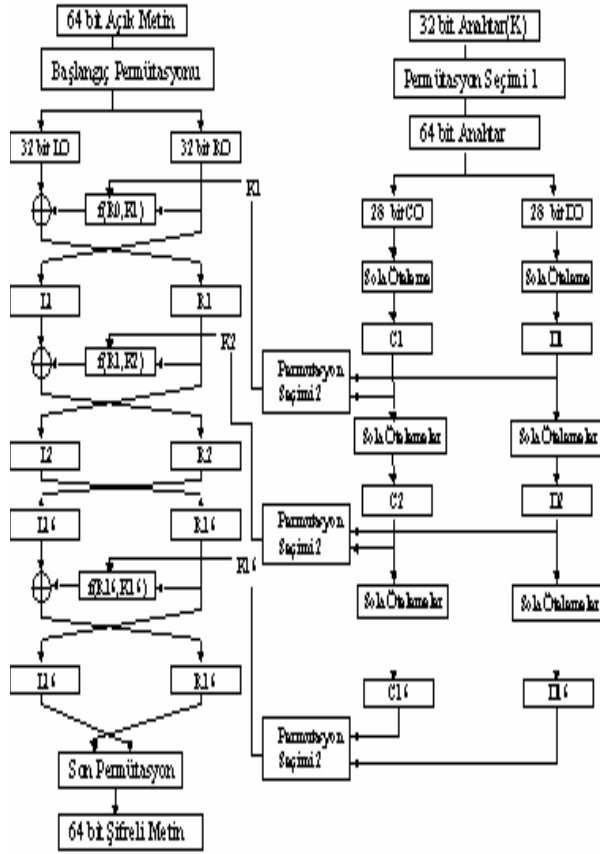 64 bit Açık Metin
Başlangıç Permütasyonu
32 bit L0
32 bit R0
f(R0,K1)
K1
L1
R1
f(R1,K2)
K2
L2
R2
L16
R16
f(R16,K16)
K16
L16
R16
Son Permütasyon
64 bit Şifreli Metin
32 bit Anahtar(K)
Permütasyon Seçimi 1
64 bit Anahtar
28 bit C0
28 bit D0
Sola Öteleme
Sola Öteleme
C1
D1
Permutasyon
Seçimi 2
Sola Ötelemeler
Sola Ötelemeler
C2
D2
Permutasyon
Seçimi 2
Sola Ötelemeler
Sola Ötelemeler
C16
D16
Permutasyon
Seçimi 2